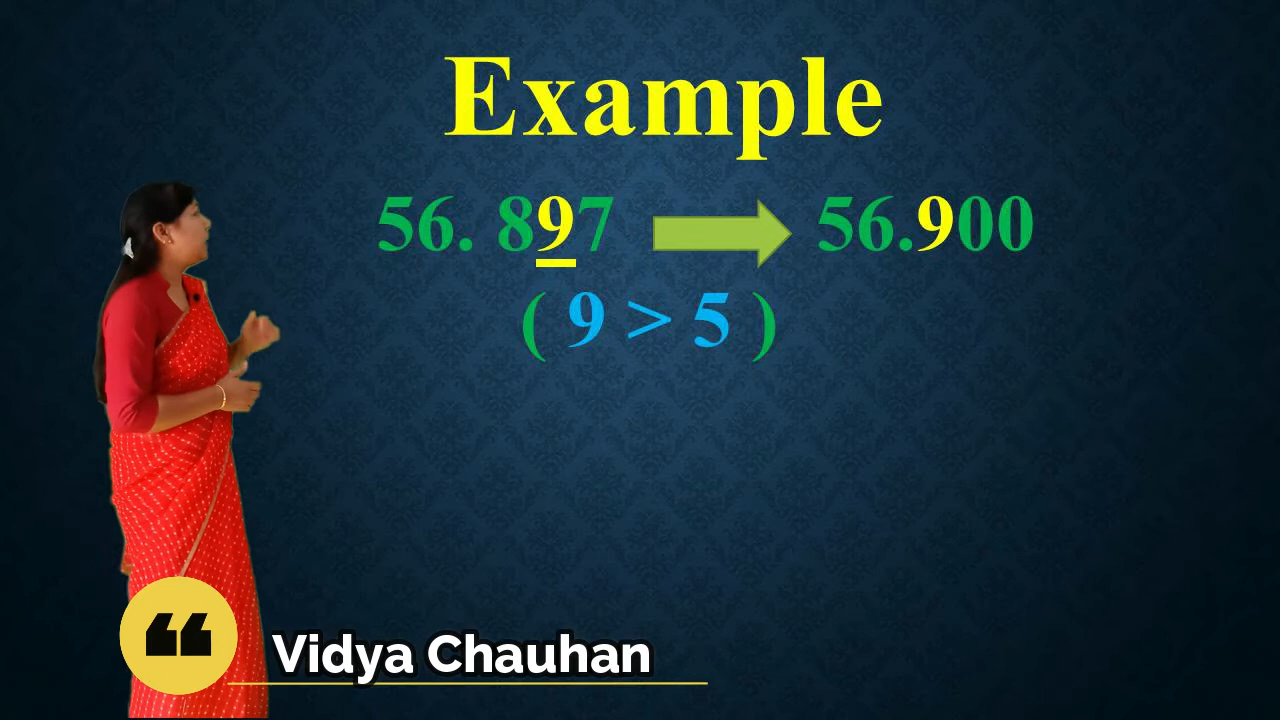 Example
56. 897 56.900
( 9 > 5 )
❝
Vidya Chauhan